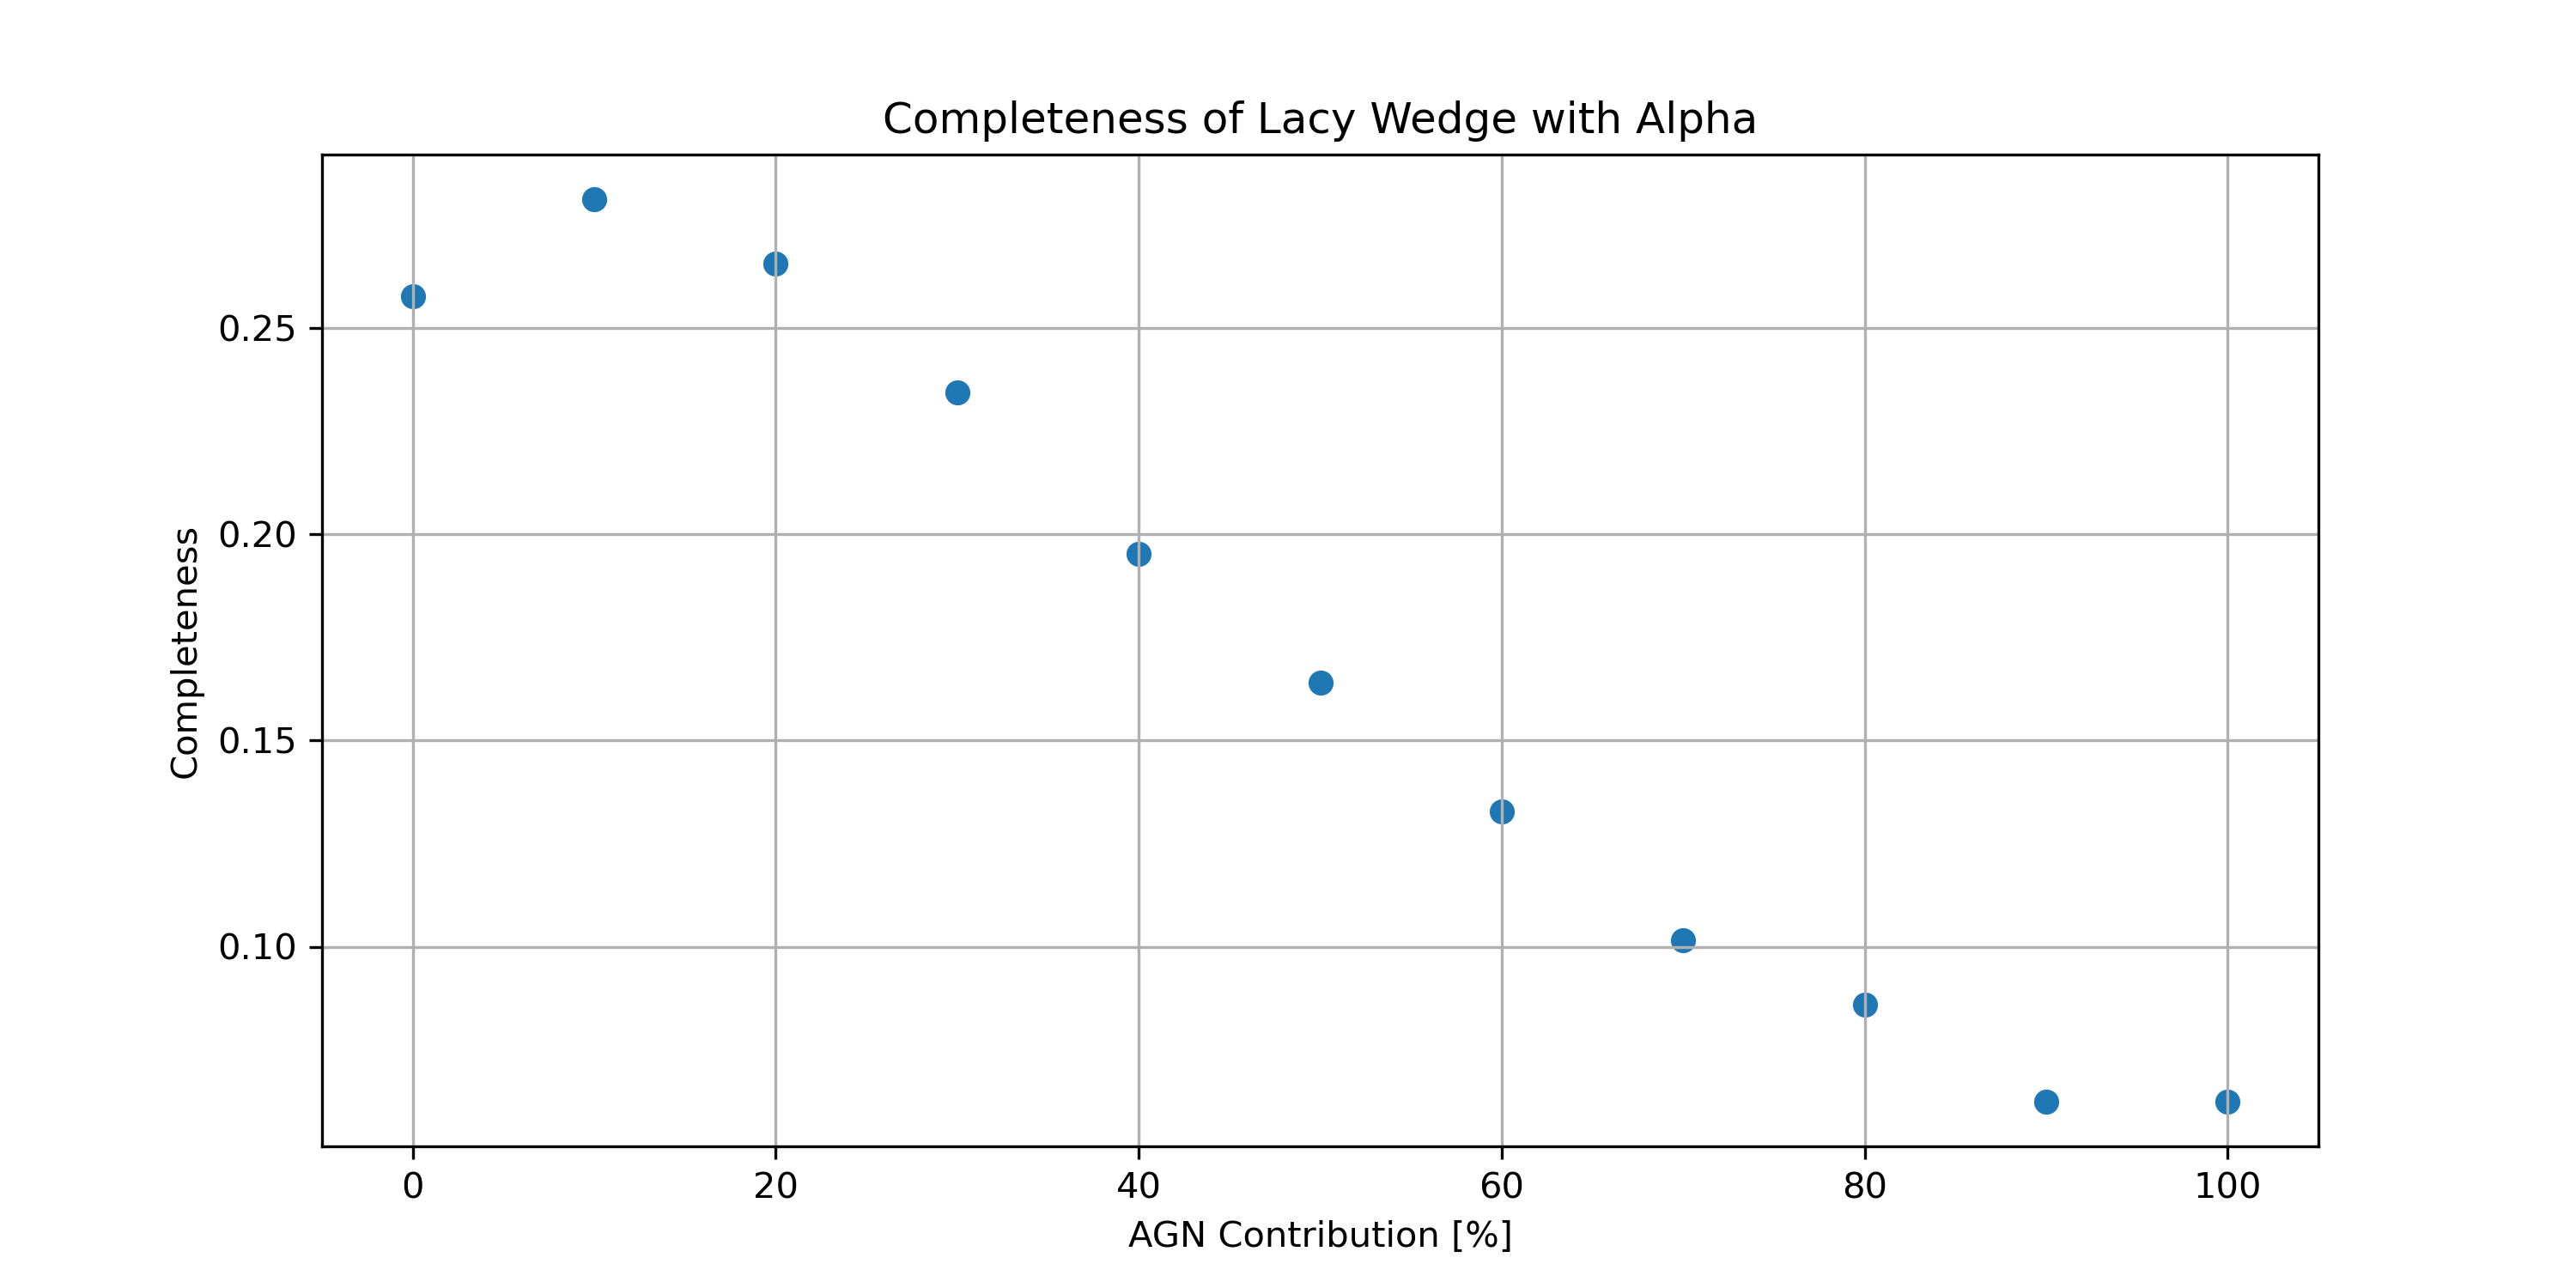 Completeness of Lacy Wedge with Alpha
Completeness
0.25
0.20
0.15
0.10
0 20 40 60 80 100
AGN Contribution [%]